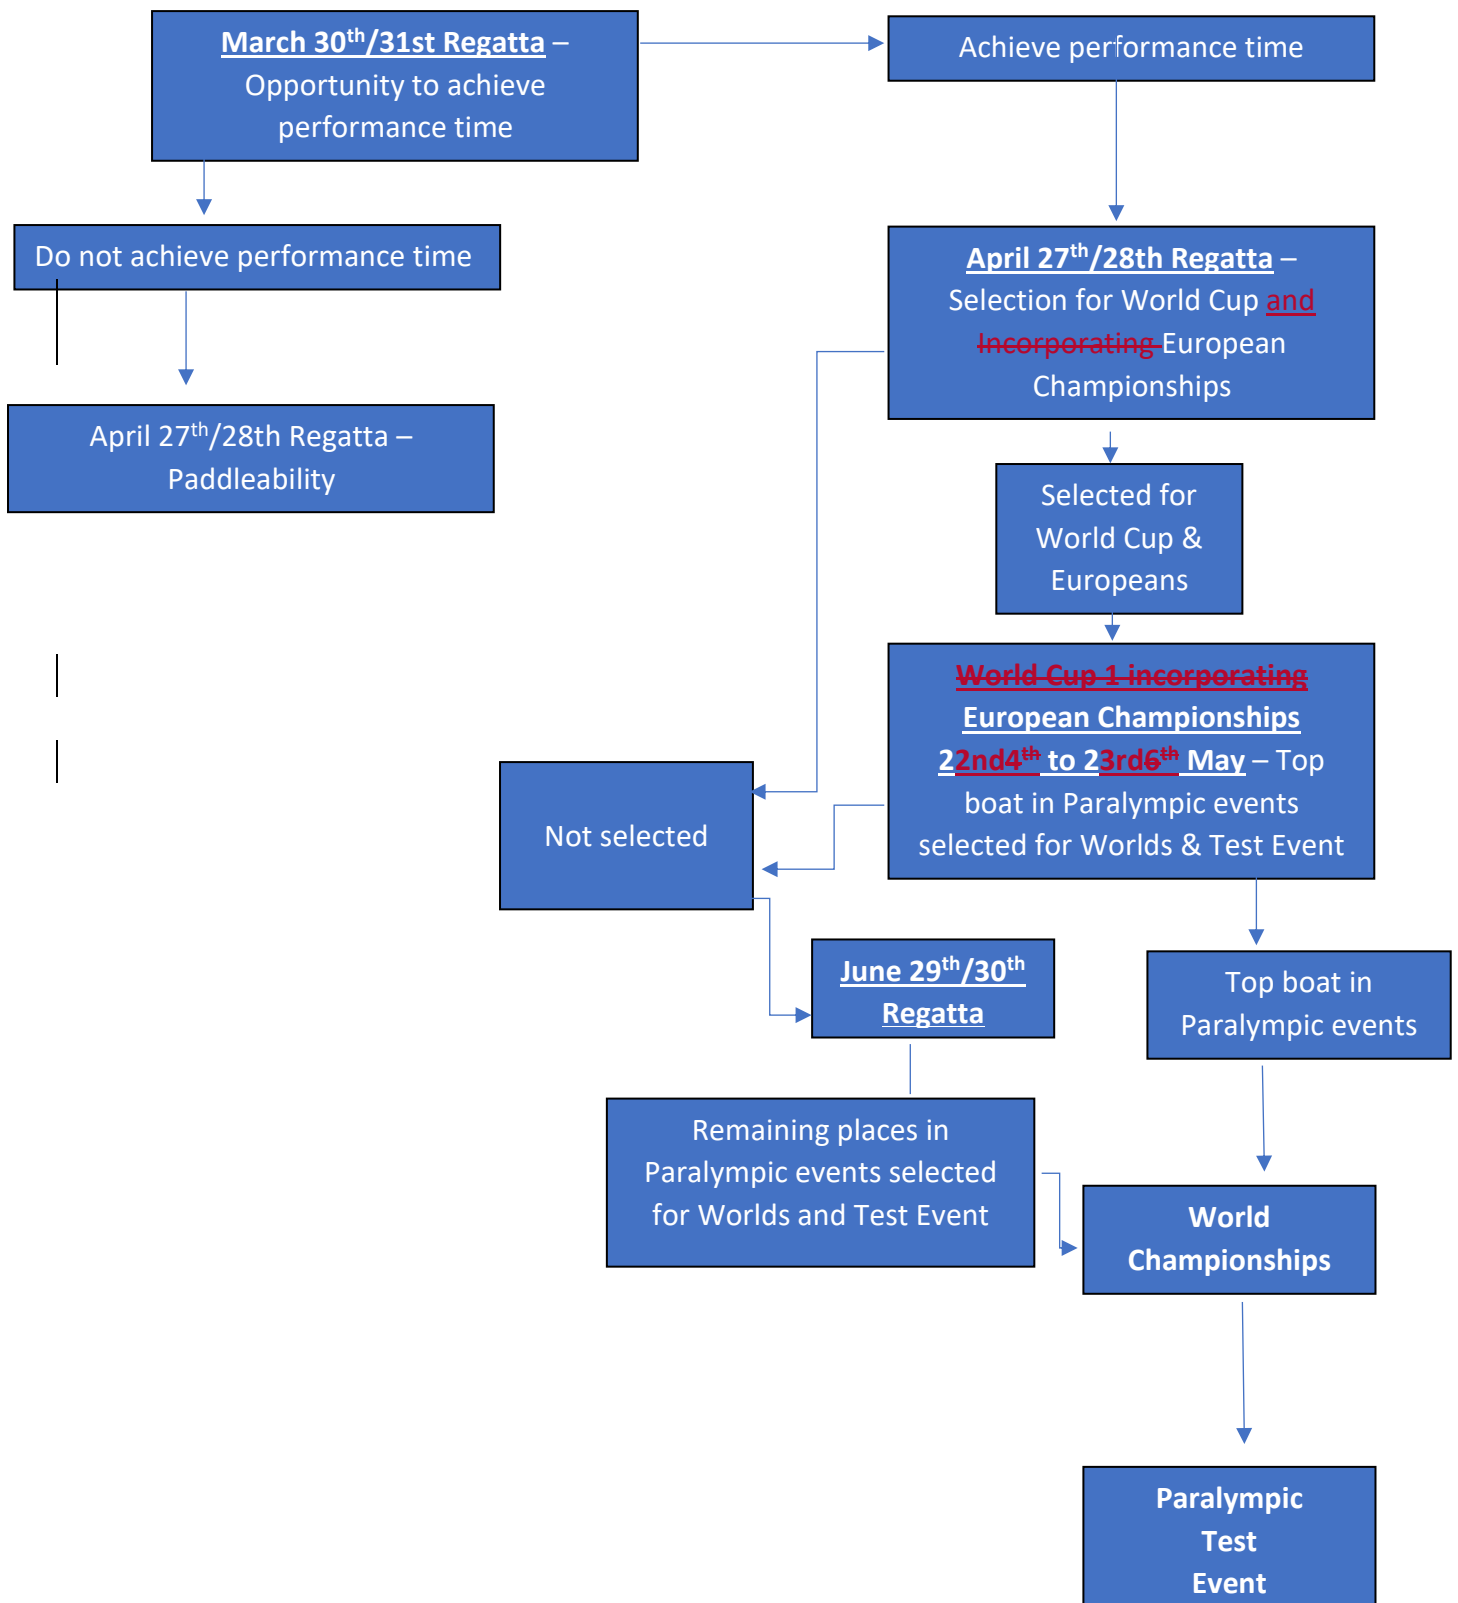 March 30th/31st Regatta –
Opportunity to achieve
performance time
Achieve performance time
Do not achieve performance time
April 27th/28th Regatta –
Paddleability
April 27th/28th Regatta –
Selection for World Cup and
Incorporating European
Championships
Selected for
World Cup &
Europeans
World Cup 1 incorporating
European Championships
22nd4th to 23rd6th May – Top
boat in Paralympic events
selected for Worlds & Test Event
Not selected
June 29th/30th
Regatta
Top boat in
Paralympic events
Remaining places in
Paralympic events selected
for Worlds and Test Event
World
Championships
Paralympic
Test
Event